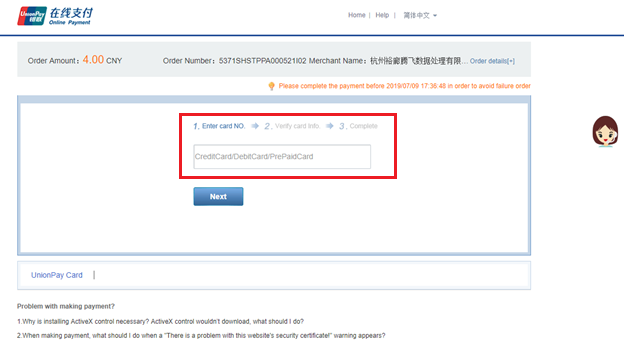 UnionPay 银联 在线支付
Online Payment
Home | Help | 简体中文
Order Amount: 4.00 CNY Order Number: 5371SHSTPPA000521I02 Merchant Name: 杭州裕廊腾飞数据处理有限... Order details[+]
Please complete the payment before 2019/07/09 17:36:48 in order to avoid failure order
1. Enter card NO. 2. Verify card Info. 3. Complete
CreditCard/DebitCard/PrePaidCard
Next
UnionPay Card
Problem with making payment?
1.Why is installing ActiveX control necessary? ActiveX control wouldn't download, what should I do?
2.When making payment, what should I do when a "There is a problem with this website's security certificate!" warning appears?